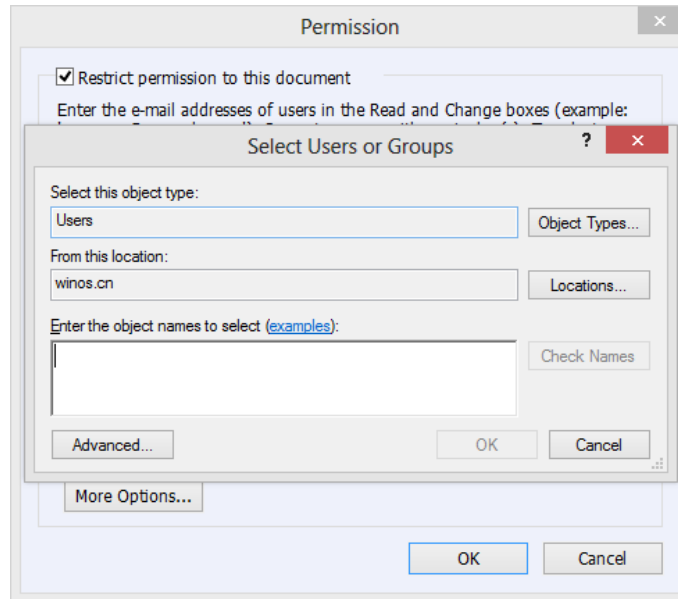 Permission
Restrict permission to this document
Enter the e-mail addresses of users in the Read and Change boxes (example:
Select Users or Groups
?
Select this object type:
Users
Object Types...
From this location:
winos.cn
Locations...
Enter the object names to select (examples):
Check Names
Advanced...
OK
Cancel
More Options...
OK
Cancel